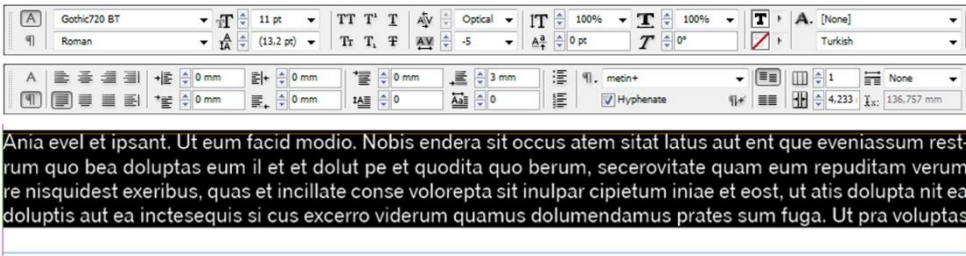 A Gothic720 BT 11 pt TT T¹ T Optical 100% 100% T A. [None]
¶ Roman (13,2 pt) Tr T₁ T -5 0 pt 0° Turkish
A 0 mm 0 mm 0 mm 3 mm ¶. metin+ 1 None
¶ 0 mm 0 mm 0 0 Hyphenate 4,233 136,757 mm
Ania evel et ipsant. Ut eum facid modio. Nobis endera sit occus atem sitat latus aut ent que eveniassum rest-
rum quo bea doluptas eum il et et dolut pe et quodita quo berum, secerovitate quam eum repuditam verum
re nisquidest exeribus, quas et incillate conse volorepta sit inulpar cipietum iniae et eost, ut atis dolupta nit ea
doluptis aut ea inctesequis si cus excerro viderum quamus dolumendamus prates sum fuga. Ut pra voluptas